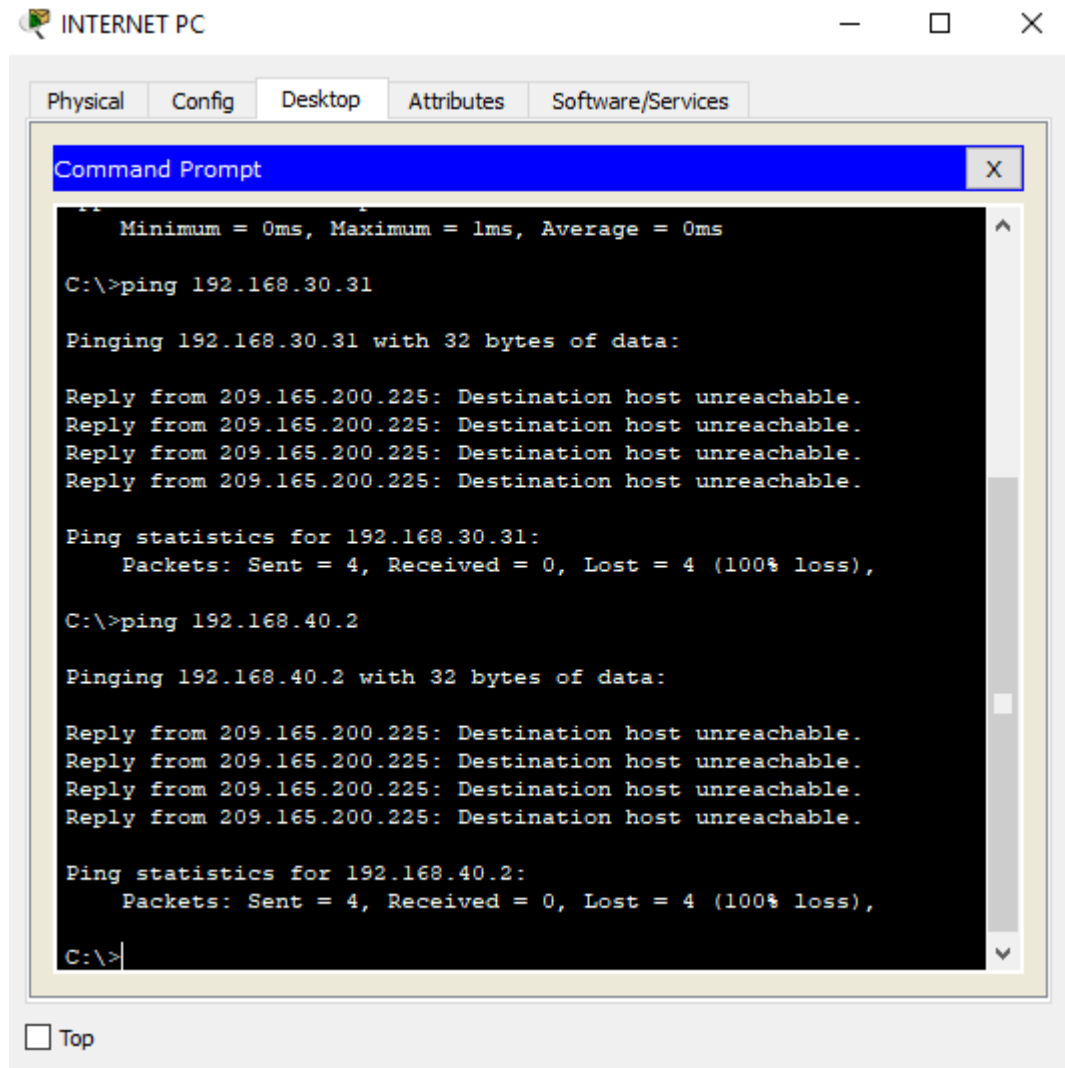 INTERNET PC
Physical Config Desktop Attributes Software/Services
Command Prompt X
Minimum = 0ms, Maximum = 1ms, Average = 0ms
C:\>ping 192.168.30.31
Pinging 192.168.30.31 with 32 bytes of data:
Reply from 209.165.200.225: Destination host unreachable.
Reply from 209.165.200.225: Destination host unreachable.
Reply from 209.165.200.225: Destination host unreachable.
Reply from 209.165.200.225: Destination host unreachable.
Ping statistics for 192.168.30.31:
Packets: Sent = 4, Received = 0, Lost = 4 (100% loss),
C:\>ping 192.168.40.2
Pinging 192.168.40.2 with 32 bytes of data:
Reply from 209.165.200.225: Destination host unreachable.
Reply from 209.165.200.225: Destination host unreachable.
Reply from 209.165.200.225: Destination host unreachable.
Reply from 209.165.200.225: Destination host unreachable.
Ping statistics for 192.168.40.2:
Packets: Sent = 4, Received = 0, Lost = 4 (100% loss),
C:\>
Top